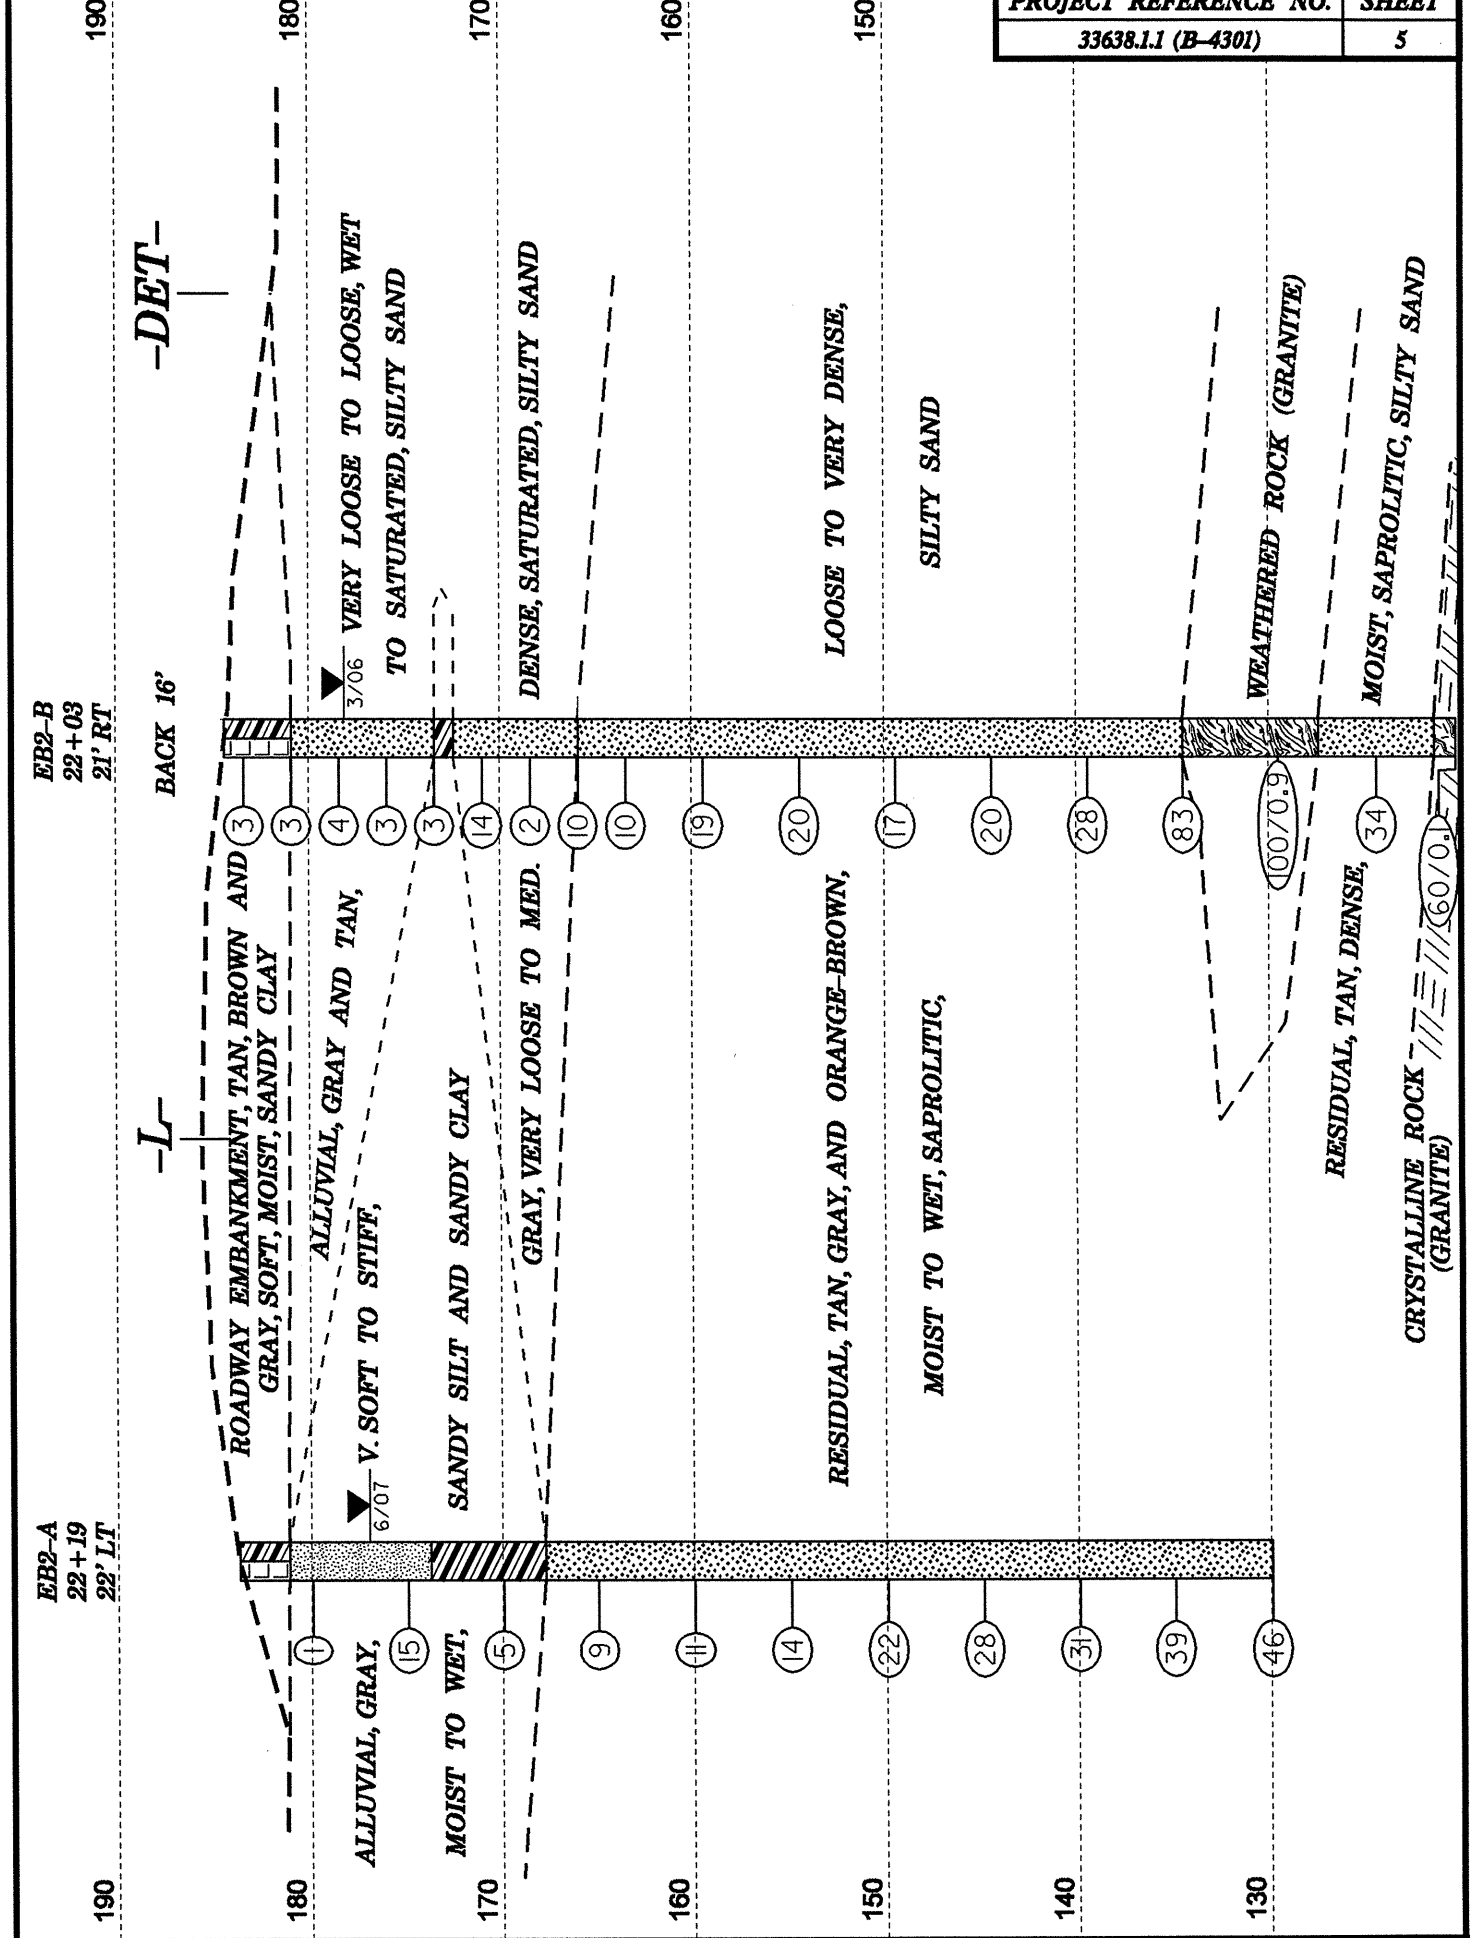 PROJECT REFERENCE NO. SHEET
33638.1.1 (B-4301) 5
EB2-A
22+19
22' LT
EB2-B
22+03
21' RT
BACK 16'
-L-
-DET-
190
190
180
180
170
170
160
160
150
150
140
130
ROADWAY EMBANKMENT, TAN, BROWN AND
GRAY, SOFT, MOIST, SANDY CLAY
ALLUVIAL, GRAY AND TAN,
VERY LOOSE TO LOOSE, WET
TO SATURATED, SILTY SAND
3/06
ALLUVIAL, GRAY,
V. SOFT TO STIFF,
6/07
MOIST TO WET,
SANDY SILT AND SANDY CLAY
GRAY, VERY LOOSE TO MED.
DENSE, SATURATED, SILTY SAND
RESIDUAL, TAN, GRAY, AND ORANGE-BROWN,
LOOSE TO VERY DENSE,
MOIST TO WET, SAPROLITIC,
SILTY SAND
WEATHERED ROCK (GRANITE)
RESIDUAL, TAN, DENSE,
MOIST, SAPROLITIC, SILTY SAND
CRYSTALLINE ROCK
(GRANITE)
1
15
5
9
11
14
22
28
31
39
46
3
3
4
3
3
14
2
10
10
19
20
17
20
28
83
100/0.9
34
60/0.1